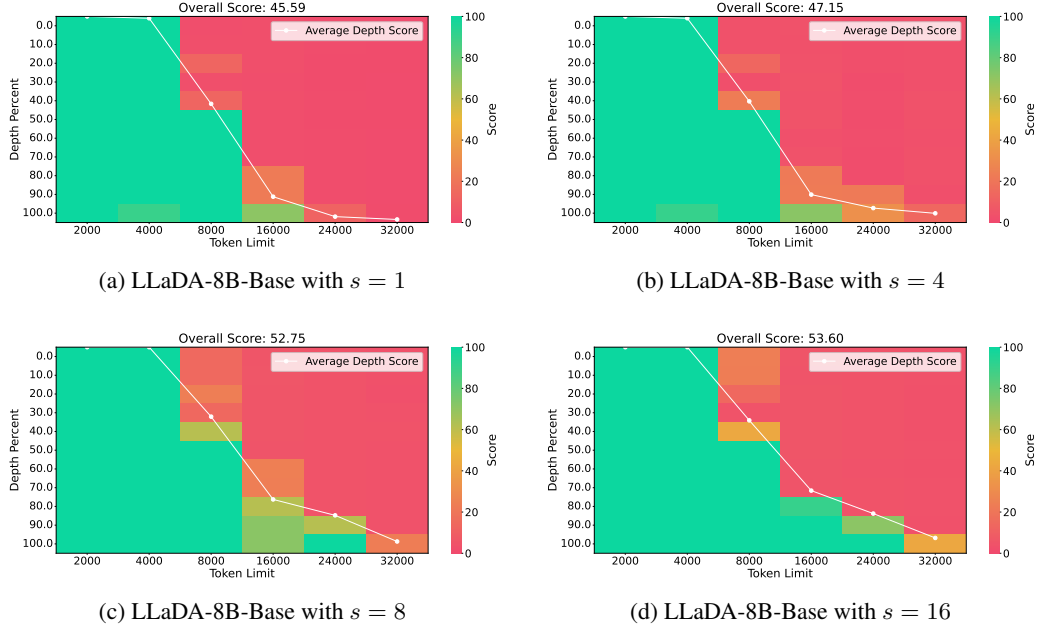 Overall Score: 45.59
Average Depth Score
0.0
10.0
20.0
30.0
40.0
50.0
60.0
70.0
80.0
90.0
100.0
Depth Percent
2000 4000 8000 16000 24000 32000
Token Limit
100
80
60
40
20
0
Score
(a) LLaDA-8B-Base with s = 1
Overall Score: 47.15
Average Depth Score
0.0
10.0
20.0
30.0
40.0
50.0
60.0
70.0
80.0
90.0
100.0
Depth Percent
2000 4000 8000 16000 24000 32000
Token Limit
100
80
60
40
20
0
Score
(b) LLaDA-8B-Base with s = 4
Overall Score: 52.75
Average Depth Score
0.0
10.0
20.0
30.0
40.0
50.0
60.0
70.0
80.0
90.0
100.0
Depth Percent
2000 4000 8000 16000 24000 32000
Token Limit
100
80
60
40
20
0
Score
(c) LLaDA-8B-Base with s = 8
Overall Score: 53.60
Average Depth Score
0.0
10.0
20.0
30.0
40.0
50.0
60.0
70.0
80.0
90.0
100.0
Depth Percent
2000 4000 8000 16000 24000 32000
Token Limit
100
80
60
40
20
0
Score
(d) LLaDA-8B-Base with s = 16